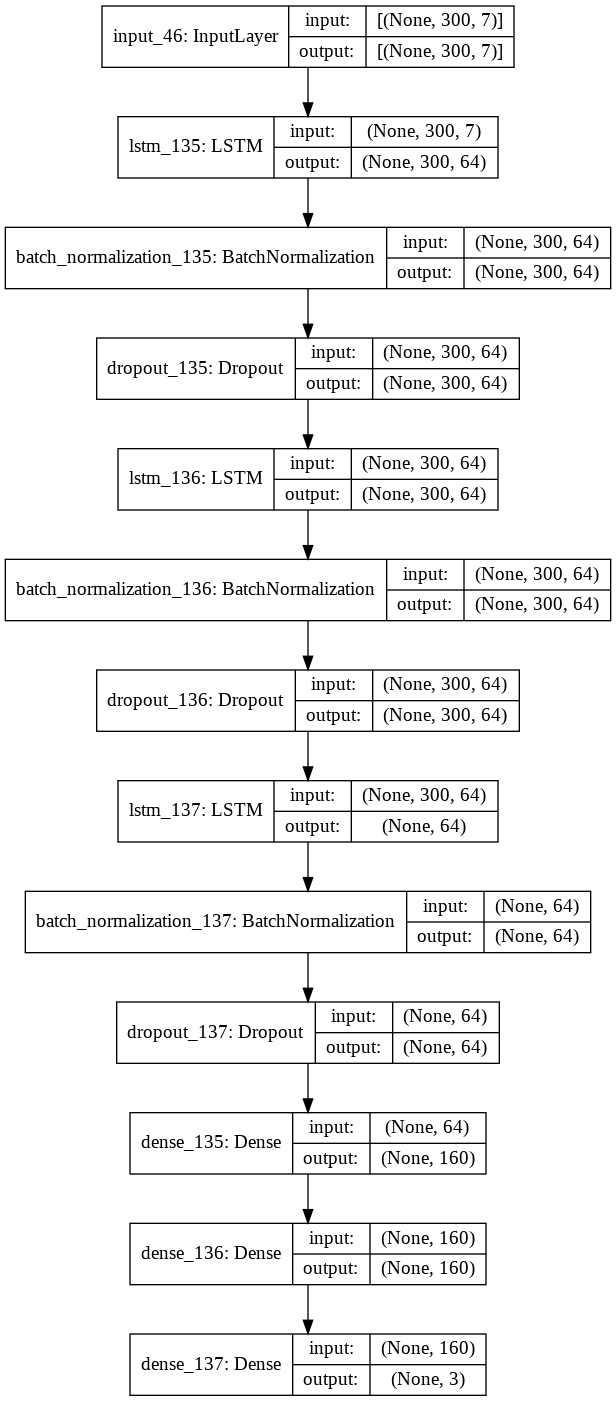 input_46: InputLayer
input: [(None, 300, 7)]
output: [(None, 300, 7)]
lstm_135: LSTM
input: (None, 300, 7)
output: (None, 300, 64)
batch_normalization_135: BatchNormalization
input: (None, 300, 64)
output: (None, 300, 64)
dropout_135: Dropout
input: (None, 300, 64)
output: (None, 300, 64)
lstm_136: LSTM
input: (None, 300, 64)
output: (None, 300, 64)
batch_normalization_136: BatchNormalization
input: (None, 300, 64)
output: (None, 300, 64)
dropout_136: Dropout
input: (None, 300, 64)
output: (None, 300, 64)
lstm_137: LSTM
input: (None, 300, 64)
output: (None, 64)
batch_normalization_137: BatchNormalization
input: (None, 64)
output: (None, 64)
dropout_137: Dropout
input: (None, 64)
output: (None, 64)
dense_135: Dense
input: (None, 64)
output: (None, 160)
dense_136: Dense
input: (None, 160)
output: (None, 160)
dense_137: Dense
input: (None, 160)
output: (None, 3)